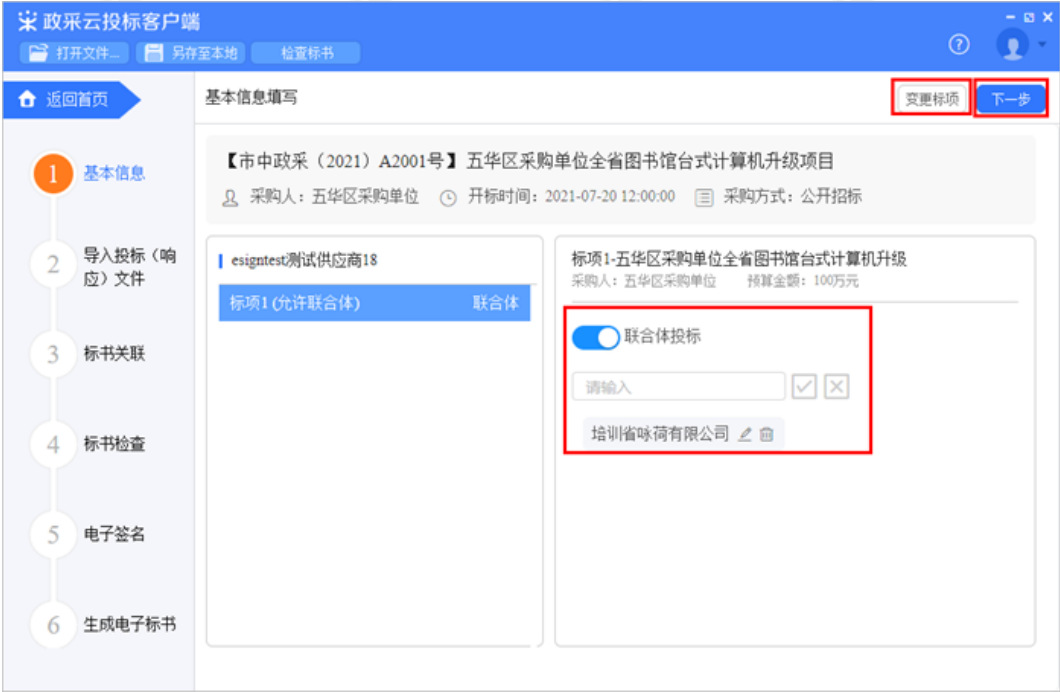 政采云投标客户端
打开文件... 另存至本地 检查标书
返回首页
基本信息填写
变更标项 下一步
1 基本信息
2 导入投标（响
应）文件
3 标书关联
4 标书检查
5 电子签名
6 生成电子标书
【市中政采（2021）A2001号】五华区采购单位全省图书馆台式计算机升级项目
采购人：五华区采购单位 开标时间：2021-07-20 12:00:00 采购方式：公开招标
esigntest测试供应商18
标项1 (允许联合体) 联合体
标项1-五华区采购单位全省图书馆台式计算机升级
采购人：五华区采购单位 预算金额：100万元
联合体投标
请输入
培训省咏荷有限公司